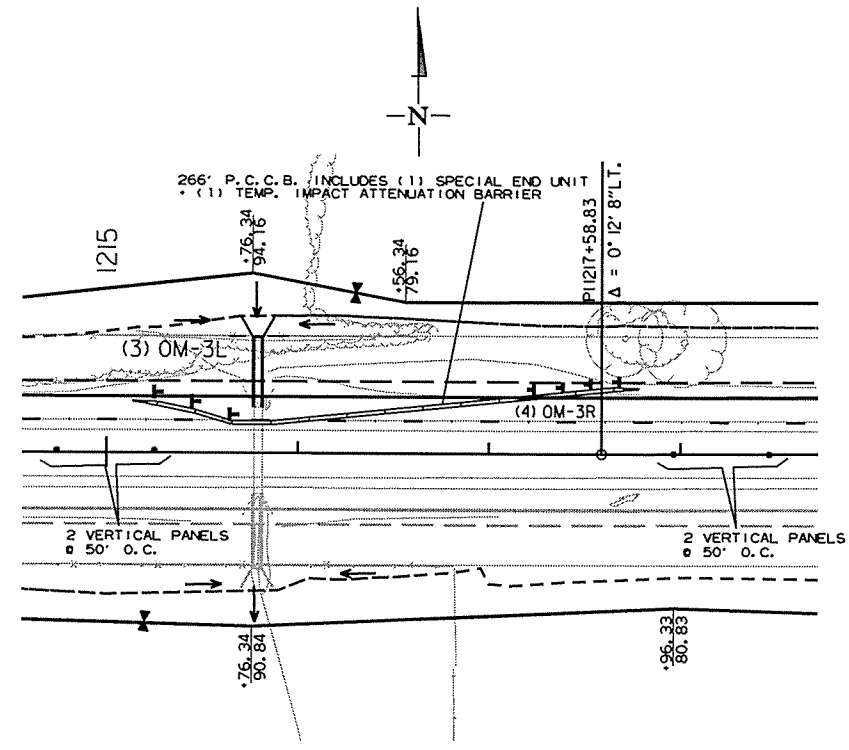 N
266' P.C.C.B. INCLUDES (1) SPECIAL END UNIT
+ (1) TEMP. IMPACT ATTENUATION BARRIER
1215
+76.34
94.16
+56.34
79.16
PI1217+58.83
Δ = 0° 12' 8"LT.
(3) OM-3L
(4) OM-3R
2 VERTICAL PANELS
@ 50' O.C.
2 VERTICAL PANELS
@ 50' O.C.
+76.34
90.84
+96.33
80.83